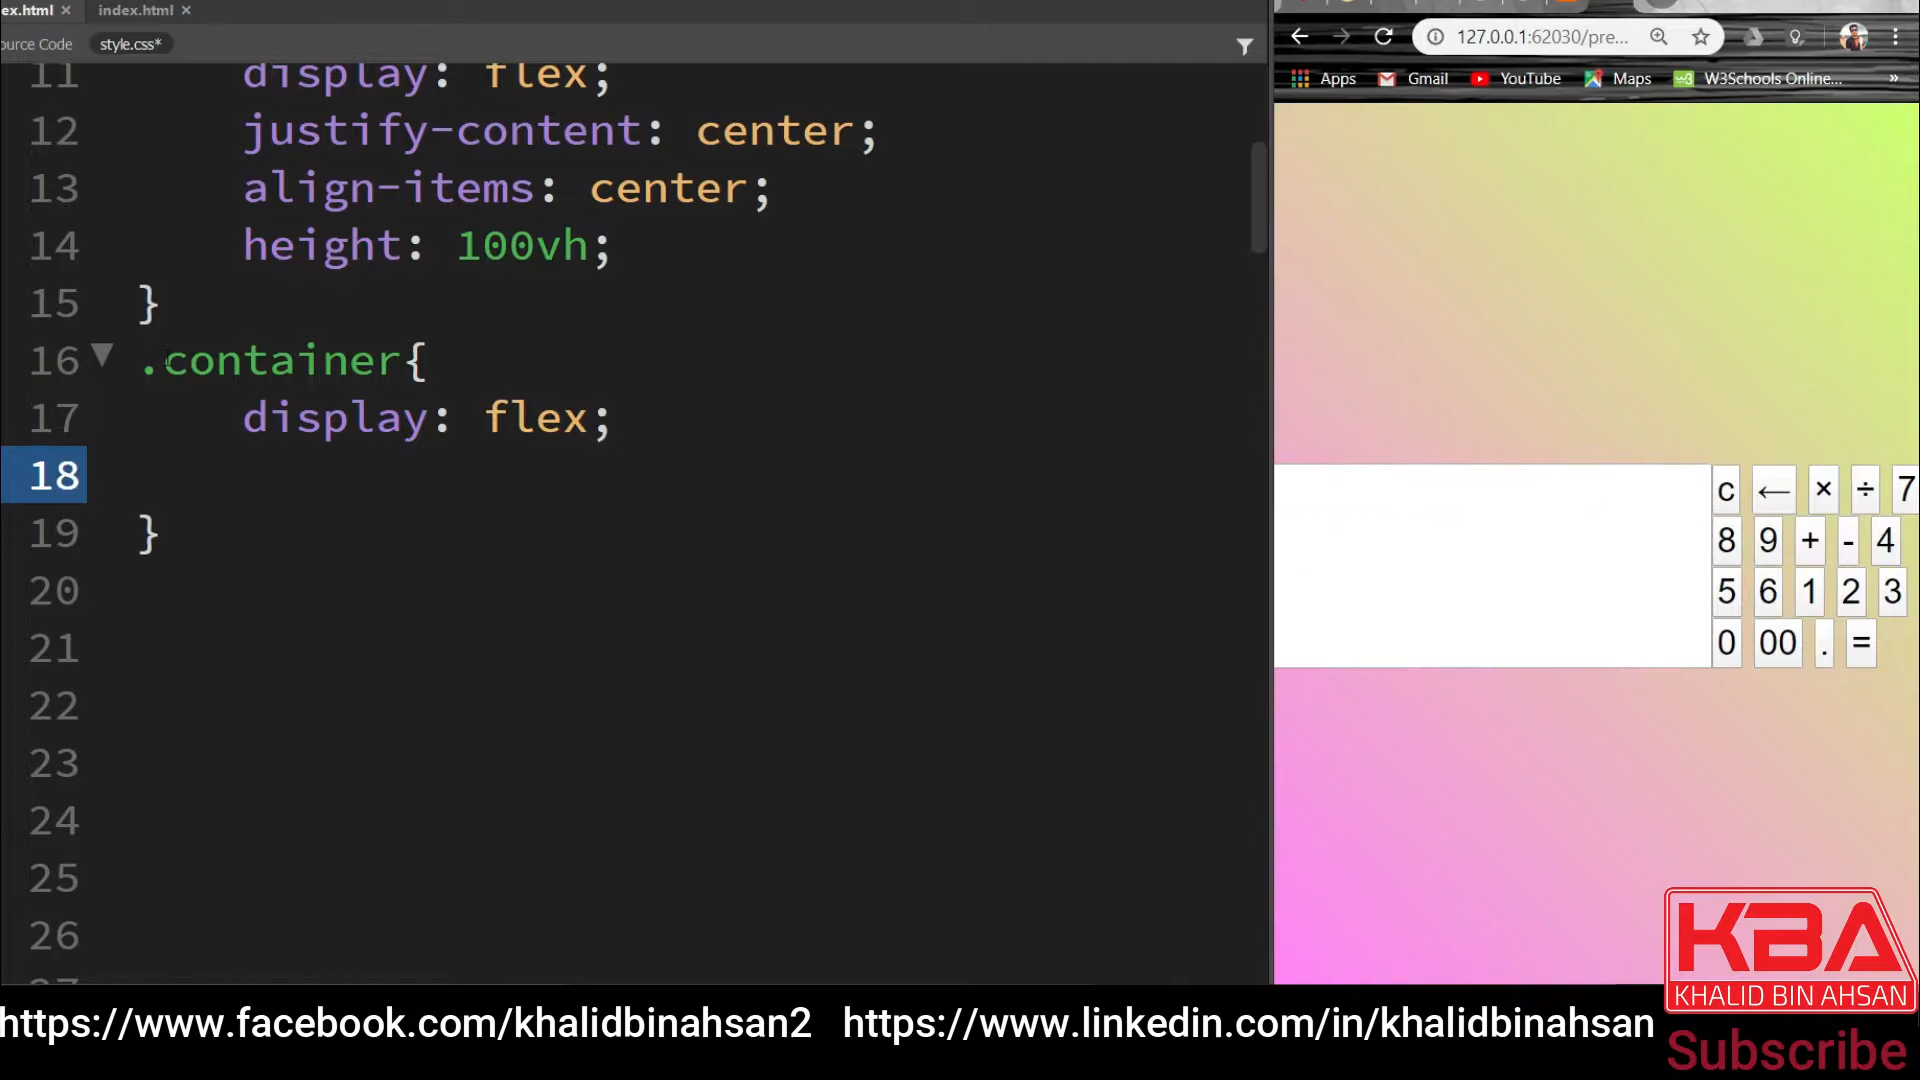 ex.html × index.html ×
ource Code style.css*
11 display: flex;
12 justify-content: center;
13 align-items: center;
14 height: 100vh;
15 }
16 .container{
17 display: flex;
18
19 }
20
21
22
23
24
25
26
127.0.0.1:62030/pre...
Apps Gmail YouTube Maps W3Schools Online... »
c ← × ÷ 7
8 9 + - 4
5 6 1 2 3
0 00 . =
KBA
KHALID BIN AHSAN
Subscribe
https://www.facebook.com/khalidbinahsan2 https://www.linkedin.com/in/khalidbinahsan